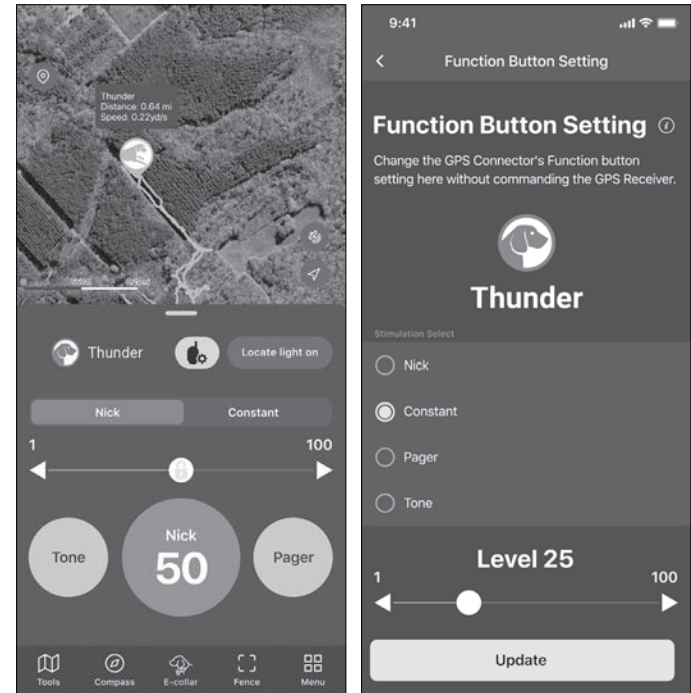 Thunder
Distance: 0.64 mi
Speed: 0.22yd/s
Thunder
Locate light on
Nick
Constant
1
100
Tone
Nick
50
Pager
Tools
Compass
E-collar
Fence
Menu
9:41
Function Button Setting
Function Button Setting
Change the GPS Connector's Function button
setting here without commanding the GPS Receiver.
Thunder
Stimulation Select
Nick
Constant
Pager
Tone
Level 25
1
100
Update